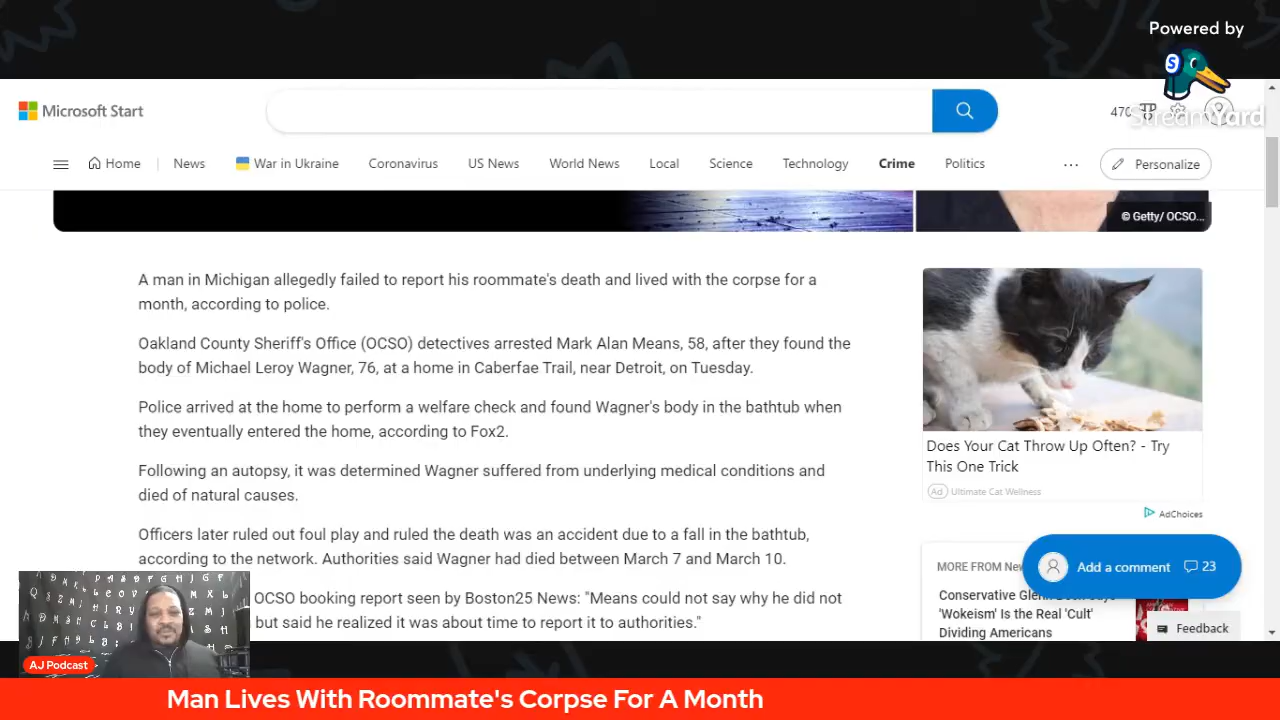 Powered by
StreamYard
Microsoft Start
470
Home
News
War in Ukraine
Coronavirus
US News
World News
Local
Science
Technology
Crime
Politics
...
Personalize
© Getty/ OCSO...
A man in Michigan allegedly failed to report his roommate's death and lived with the corpse for a
month, according to police.
Oakland County Sheriff's Office (OCSO) detectives arrested Mark Alan Means, 58, after they found the
body of Michael Leroy Wagner, 76, at a home in Caberfae Trail, near Detroit, on Tuesday.
Police arrived at the home to perform a welfare check and found Wagner's body in the bathtub when
they eventually entered the home, according to Fox2.
Following an autopsy, it was determined Wagner suffered from underlying medical conditions and
died of natural causes.
Officers later ruled out foul play and ruled the death was an accident due to a fall in the bathtub,
according to the network. Authorities said Wagner had died between March 7 and March 10.
OCSO booking report seen by Boston25 News: "Means could not say why he did not
but said he realized it was about time to report it to authorities."
Does Your Cat Throw Up Often? - Try
This One Trick
Ad Ultimate Cat Wellness
AdChoices
MORE FROM
Add a comment 23
Conservative
'Wokeism' Is the Real 'Cult'
Dividing Americans
Feedback
AJ Podcast
Man Lives With Roommate's Corpse For A Month